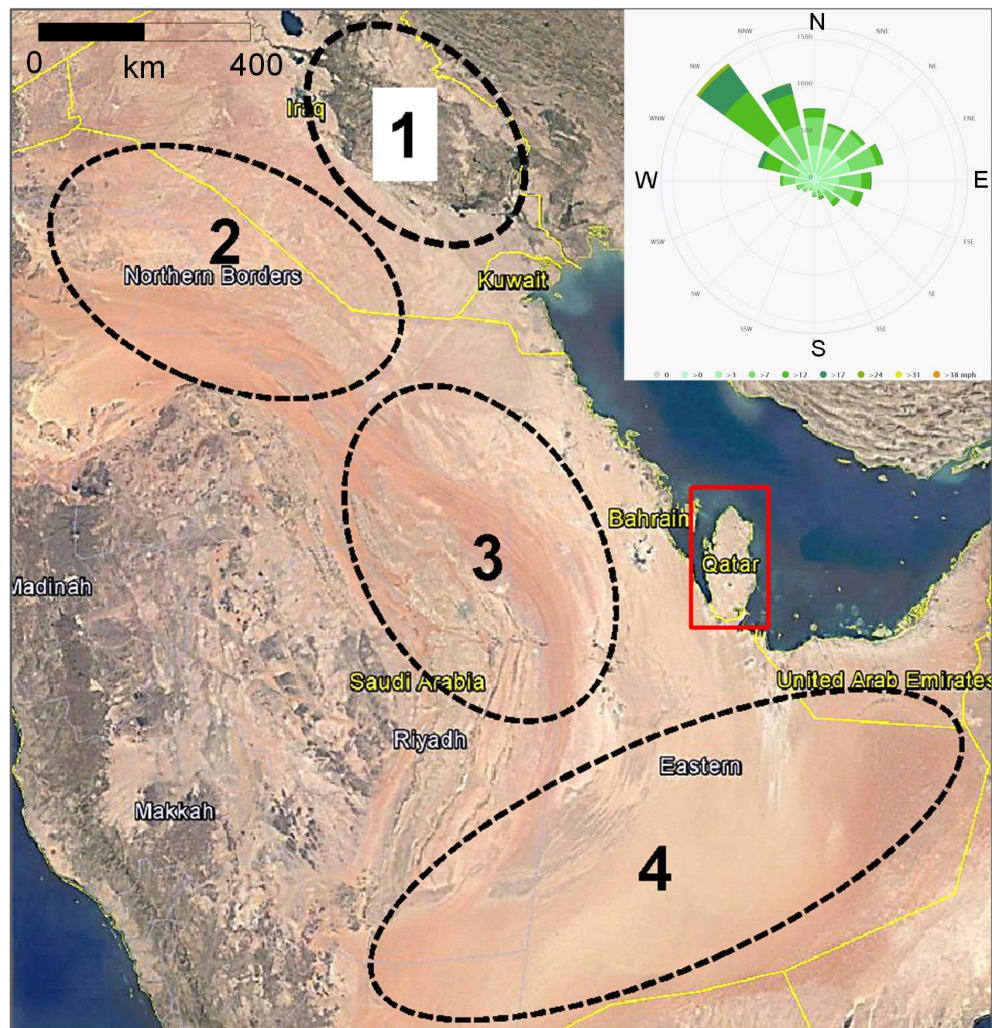 0 km 400
Iraq
1
2
Northern Borders
Kuwait
3
Bahrain
Qatar
Madinah
Saudi Arabia
United Arab Emirates
Riyadh
Eastern
Makkah
4
N
NNW
NNE
1500
NW
NE
1000
WNW
ENE
500
W
0
E
WSW
ESE
SW
SE
SSW
SSE
S
0 >0 >3 >7 >12 >17 >24 >31 >38 mph